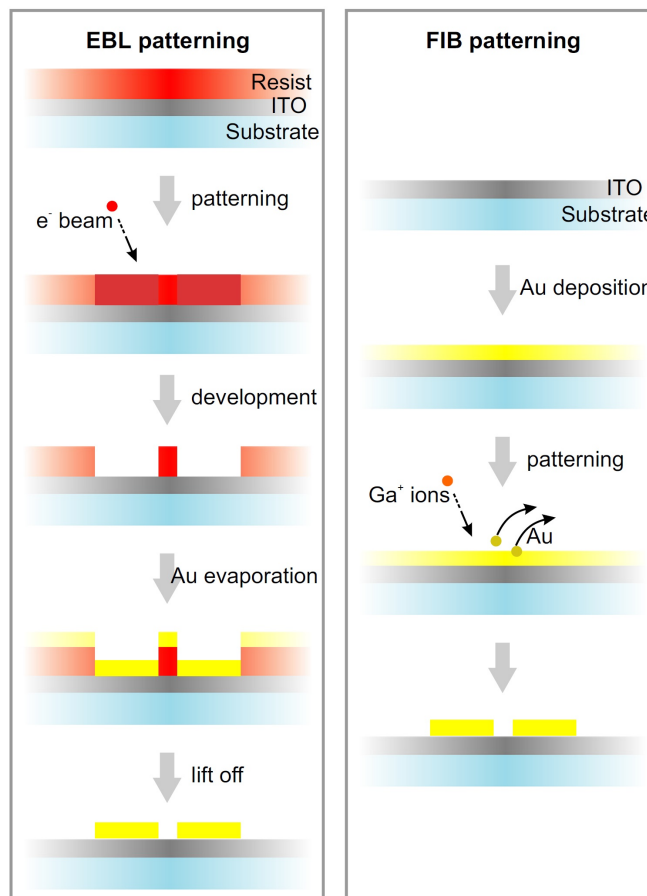 EBL patterning
Resist
ITO
Substrate
patterning
e⁻ beam
development
Au evaporation
lift off
FIB patterning
ITO
Substrate
Au deposition
patterning
Ga⁺ ions
Au